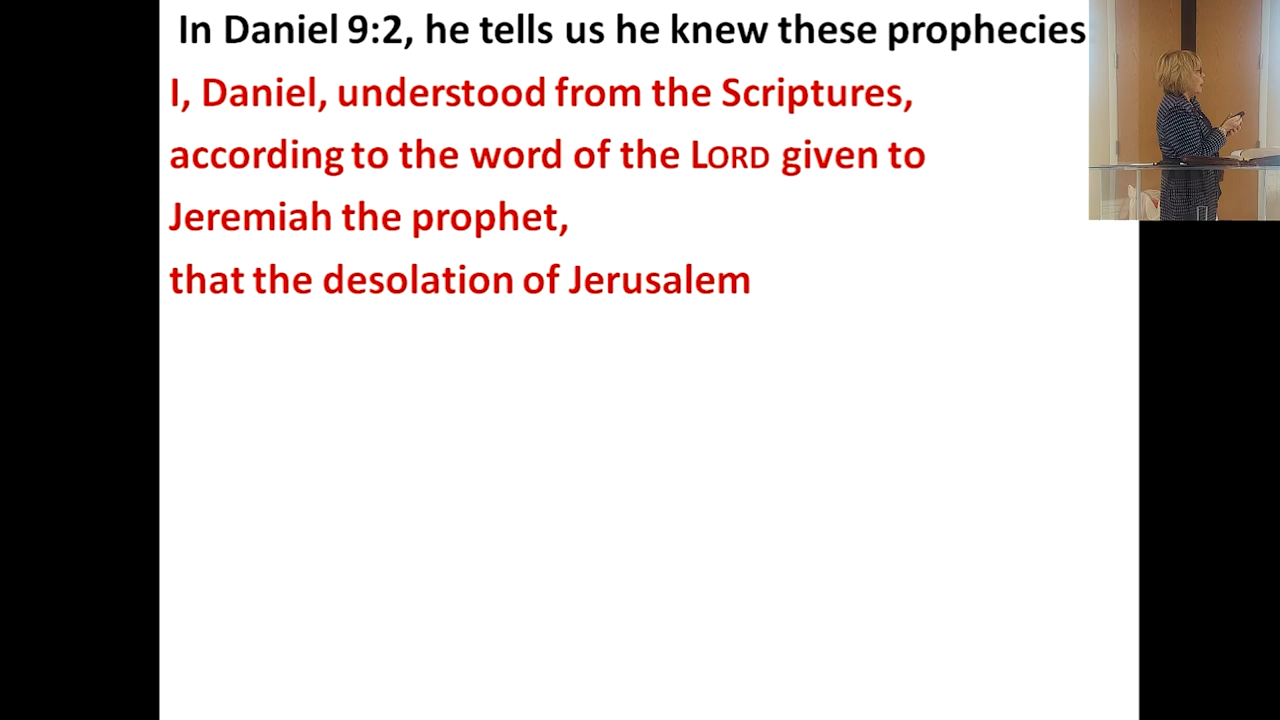 In Daniel 9:2, he tells us he knew these prophecies
I, Daniel, understood from the Scriptures,
according to the word of the LORD given to
Jeremiah the prophet,
that the desolation of Jerusalem